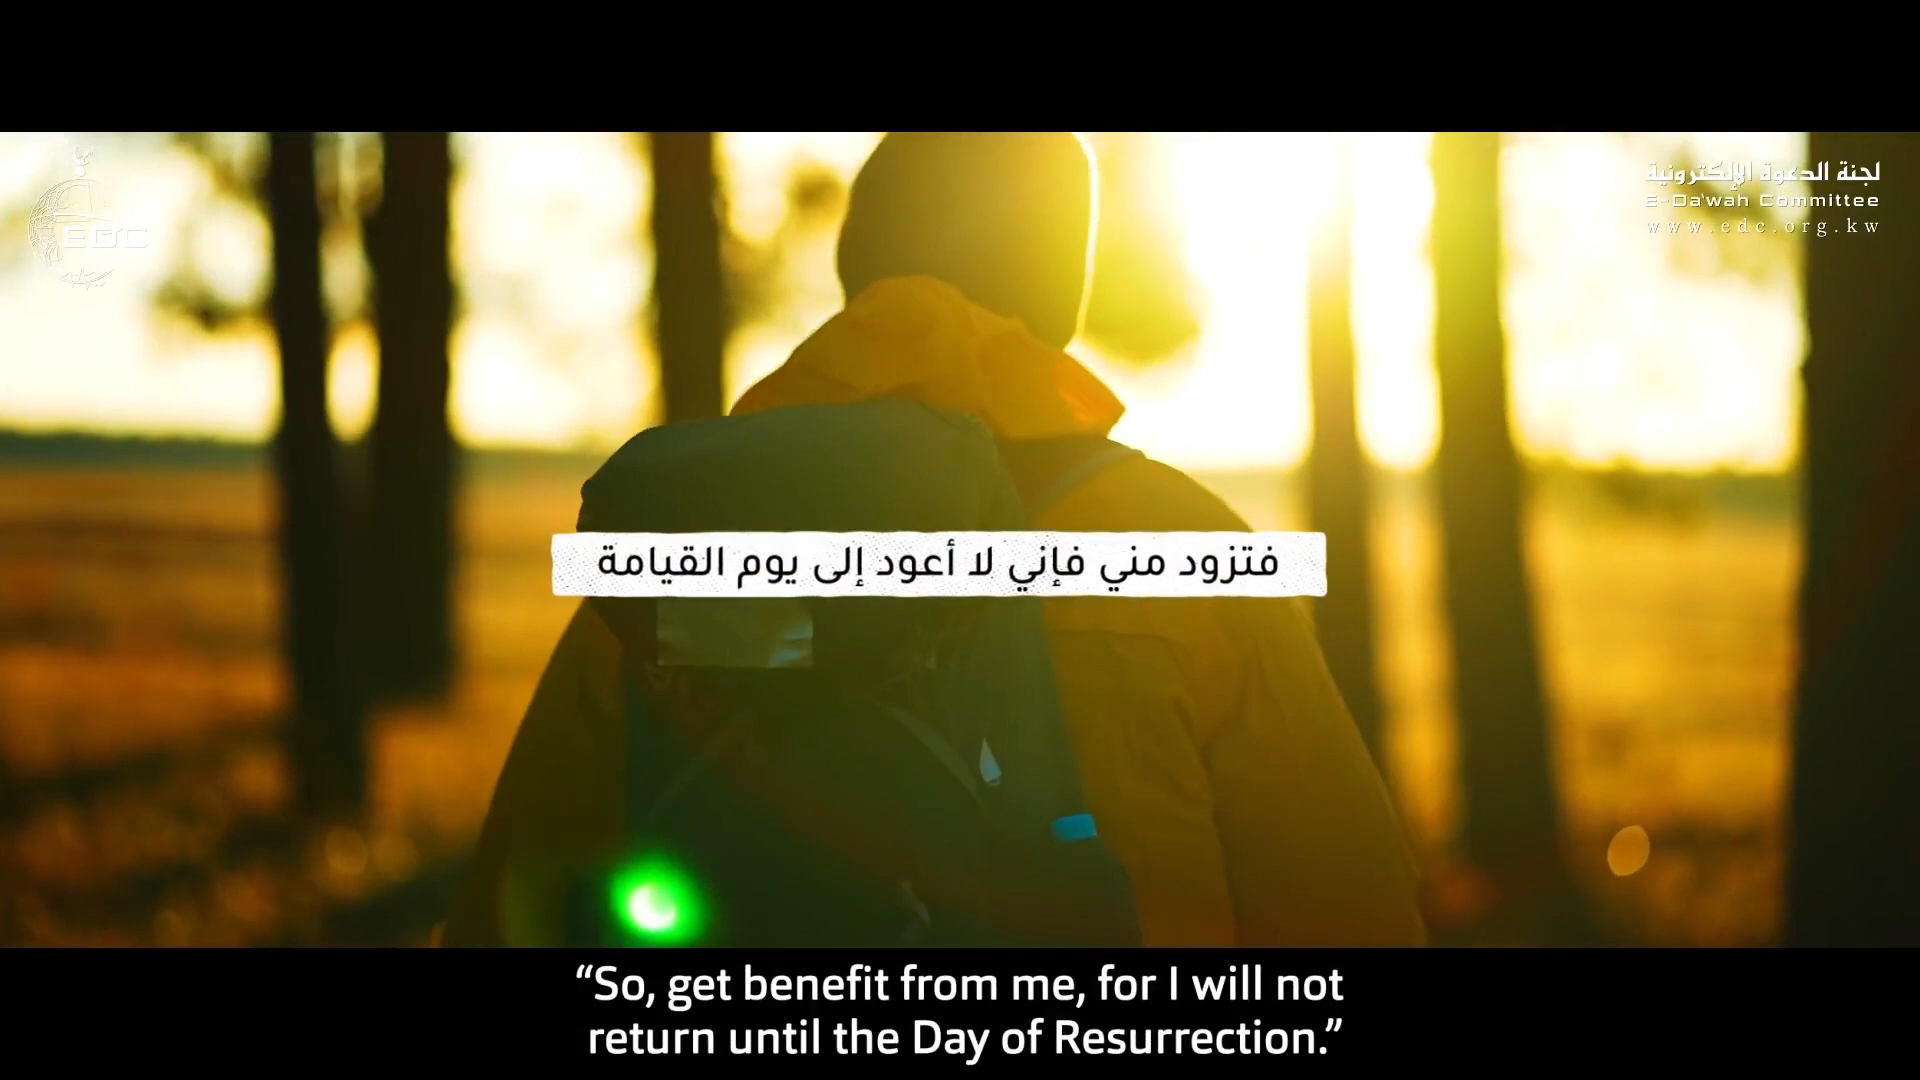 EDC
لجنة الدعوة الإلكترونية
E-Da'wah Committee
www.edc.org.kw
فتزود مني فإني لا أعود إلى يوم القيامة
“So, get benefit from me, for I will not
return until the Day of Resurrection.”